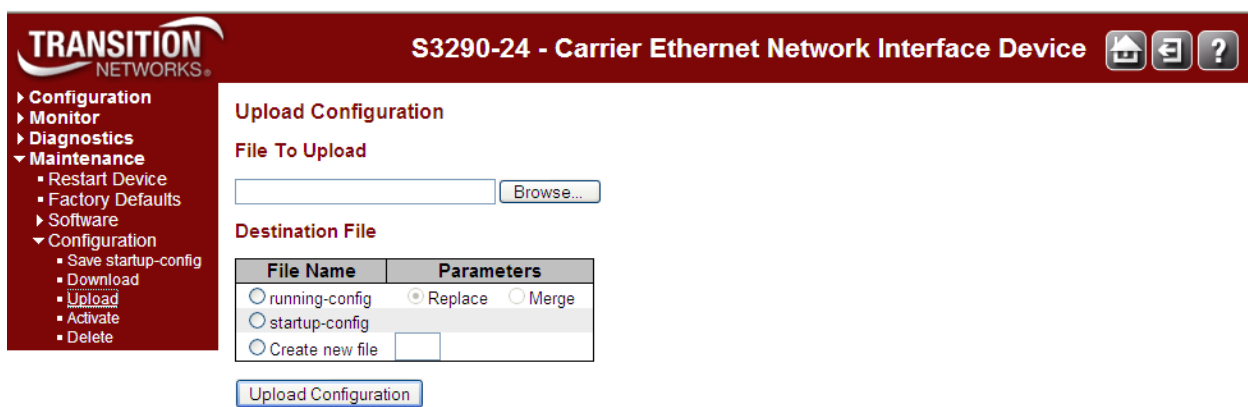 TRANSITION
NETWORKS®
S3290-24 - Carrier Ethernet Network Interface Device
?
Configuration
Monitor
Diagnostics
Maintenance
Restart Device
Factory Defaults
Software
Configuration
Save startup-config
Download
Upload
Activate
Delete
Upload Configuration
File To Upload
Browse...
Destination File
File Name Parameters
running-config Replace Merge
startup-config
Create new file
Upload Configuration